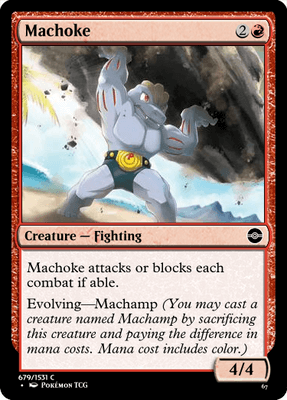 Machoke 2
Creature — Fighting
Machoke attacks or blocks each
combat if able.
Evolving—Machamp (You may cast a
creature named Machamp by sacrificing
this creature and paying the difference in
mana costs. Mana cost includes color.)
4/4
679/1531 C
• Pokémon TCG